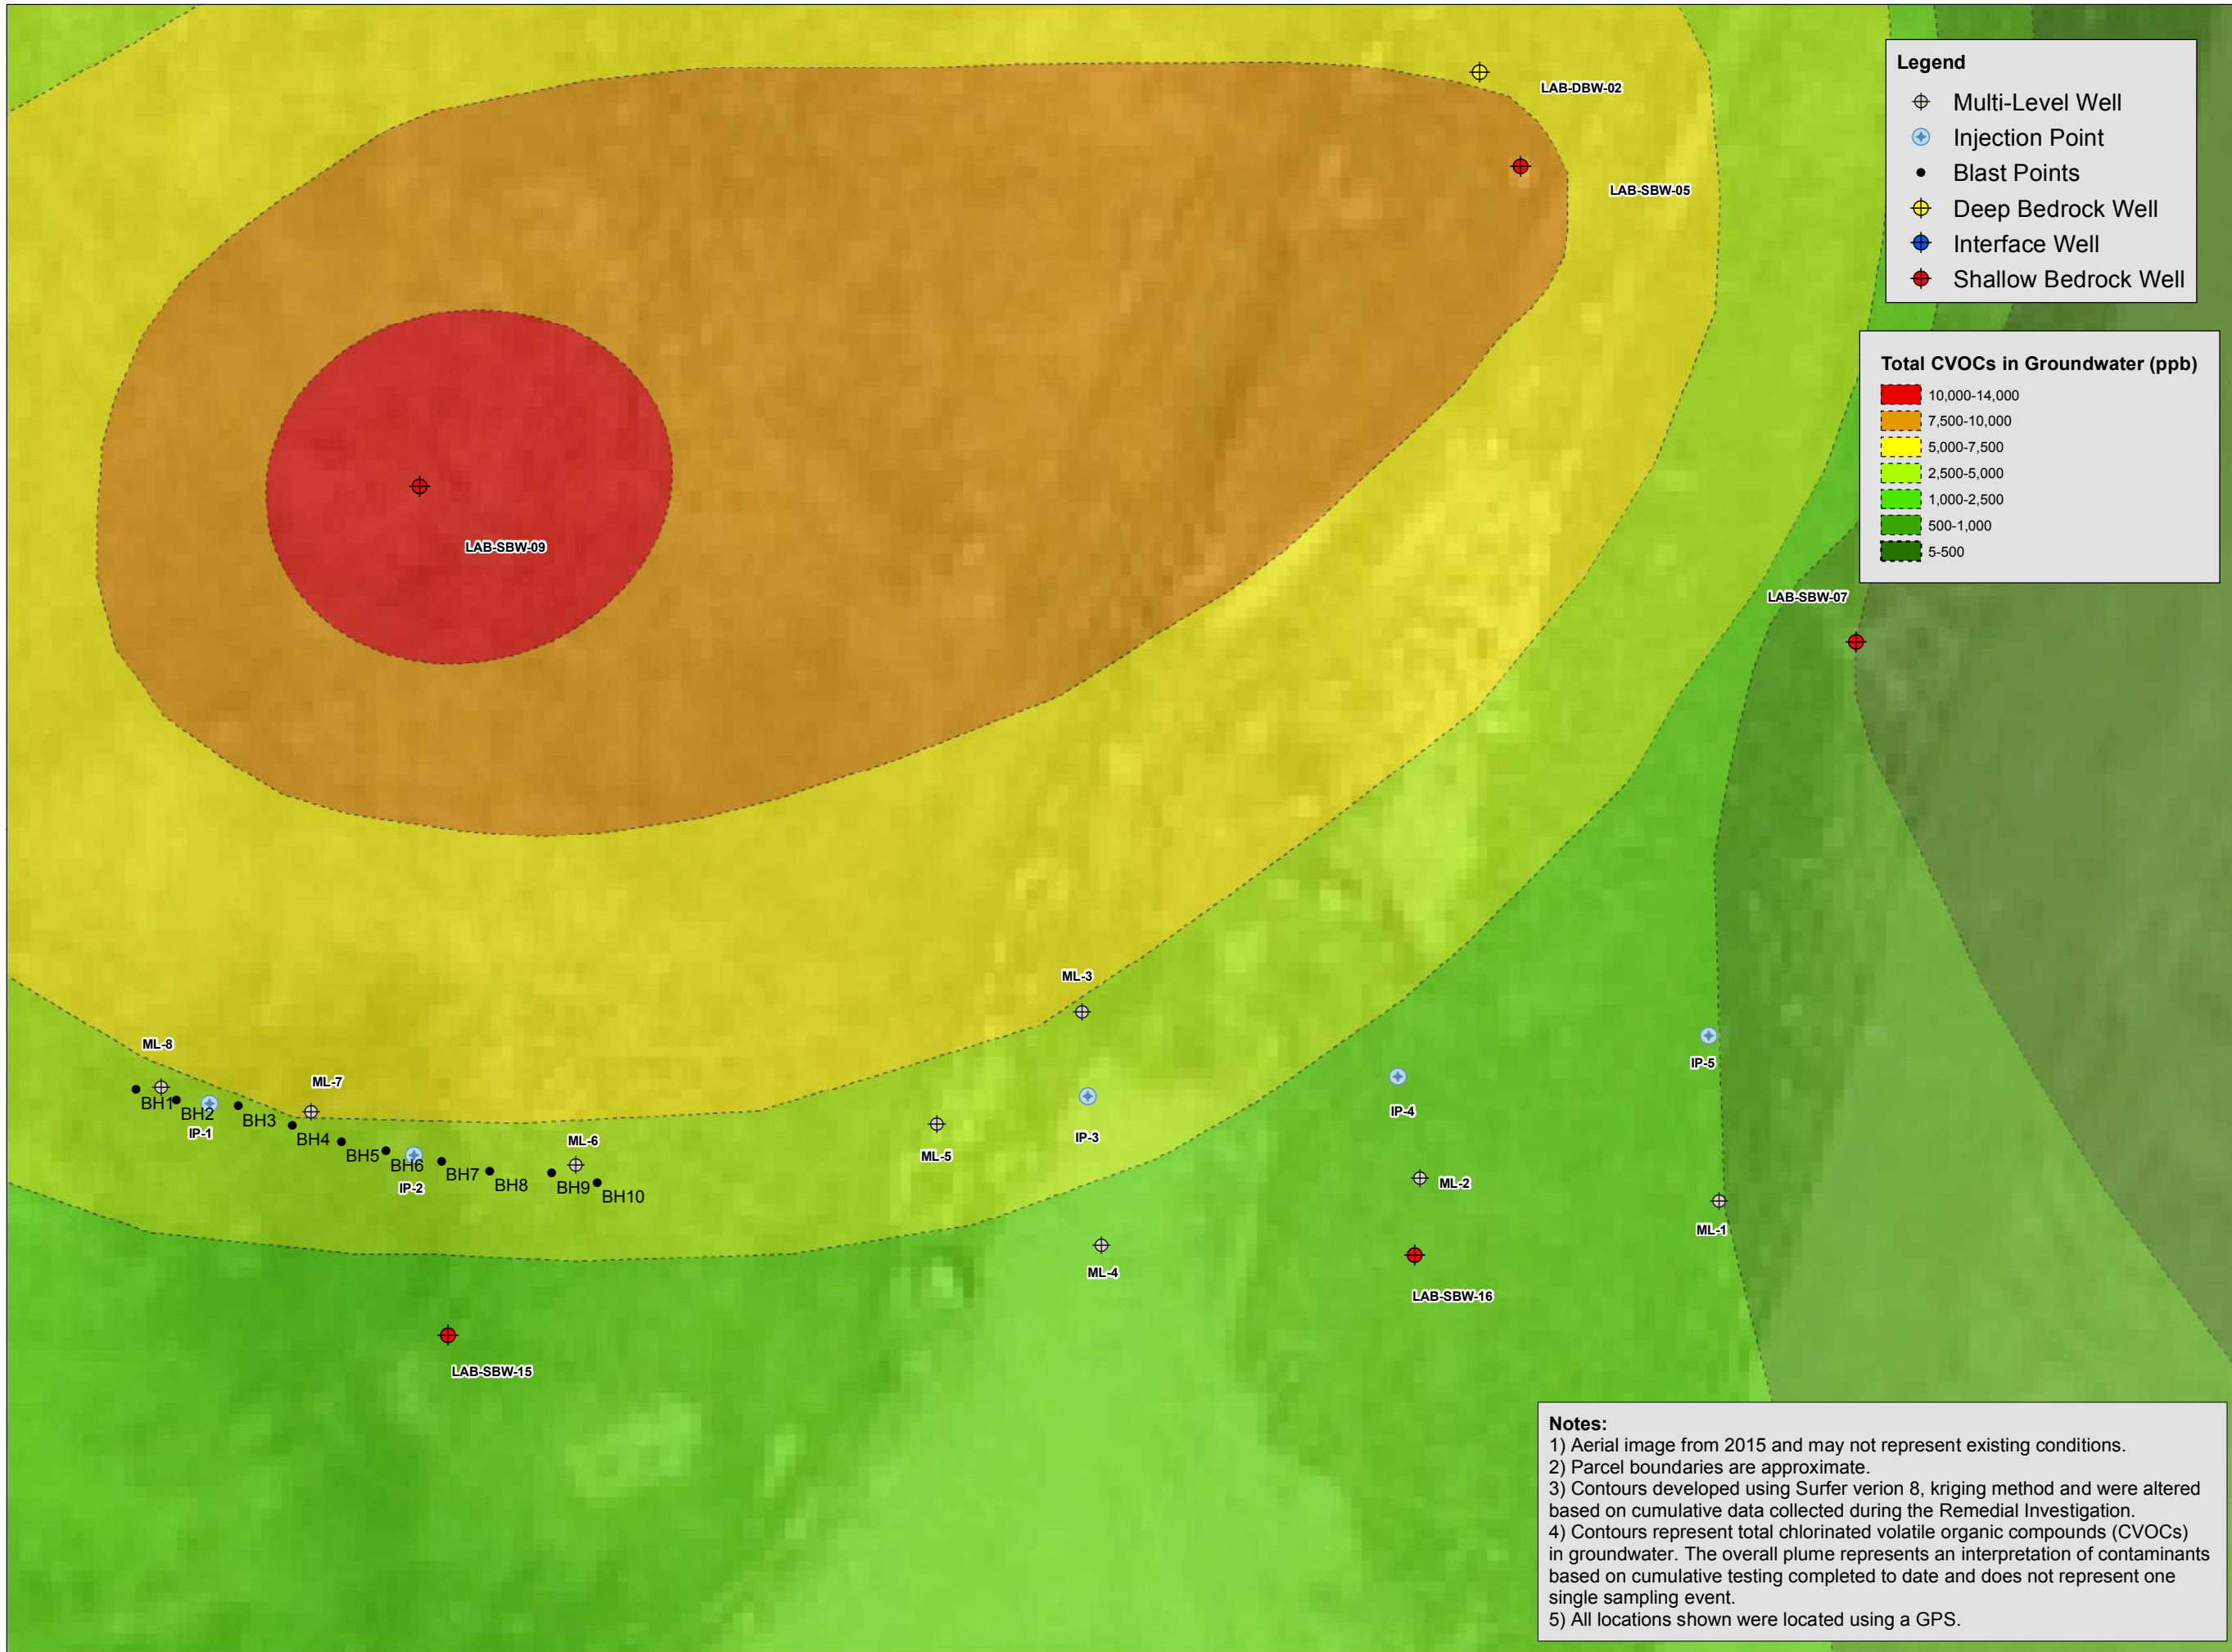 LAB-DBW-02
LAB-SBW-05
LAB-SBW-09
LAB-SBW-07
Legend
Multi-Level Well
Injection Point
Blast Points
Deep Bedrock Well
Interface Well
Shallow Bedrock Well
Total CVOCs in Groundwater (ppb)
10,000-14,000
7,500-10,000
5,000-7,500
2,500-5,000
1,000-2,500
500-1,000
5-500
ML-3
ML-8
ML-7
BH1
BH2
BH3
IP-1
BH4
BH5
BH6
IP-2
BH7
BH8
ML-6
BH9
BH10
ML-5
IP-3
IP-4
IP-5
ML-2
ML-1
ML-4
LAB-SBW-16
LAB-SBW-15
Notes:
1) Aerial image from 2015 and may not represent existing conditions.
2) Parcel boundaries are approximate.
3) Contours developed using Surfer verion 8, kriging method and were altered
based on cumulative data collected during the Remedial Investigation.
4) Contours represent total chlorinated volatile organic compounds (CVOCs)
in groundwater. The overall plume represents an interpretation of contaminants
based on cumulative testing completed to date and does not represent one
single sampling event.
5) All locations shown were located using a GPS.